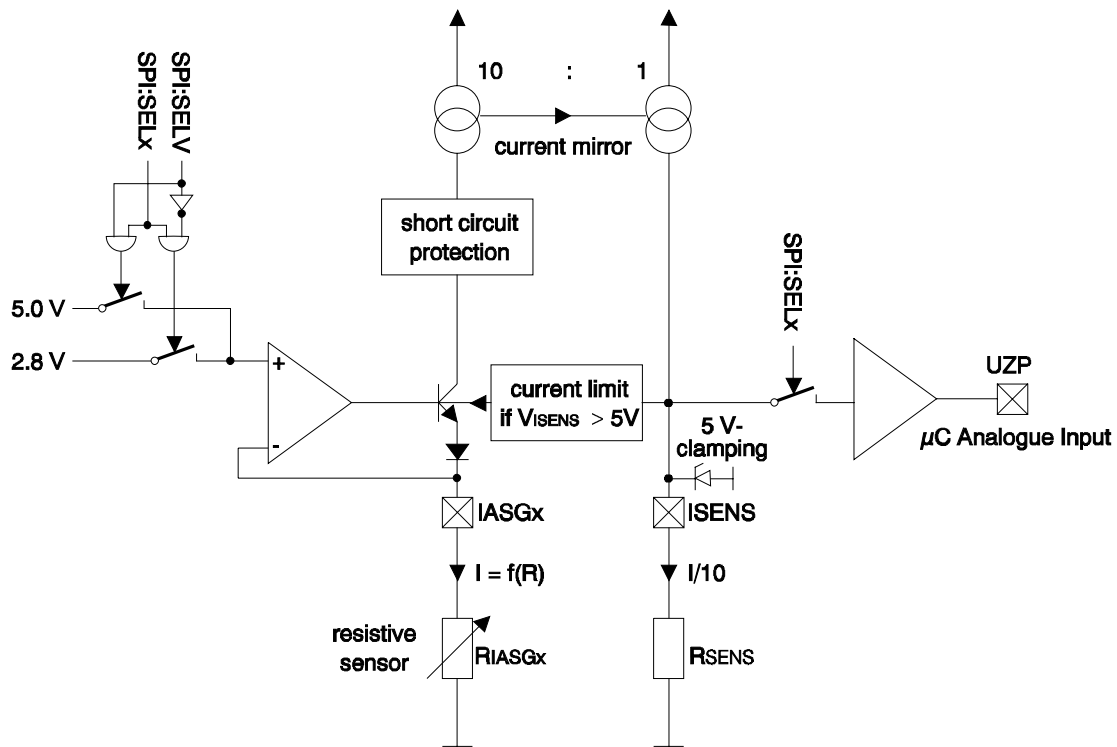 SPI:SELx
SPI:SELV
10 : 1
current mirror
short circuit
protection
SPI:SELx
5.0 V
2.8 V
+
-
current limit
if VISENS > 5V
5 V-
clamping
UZP
µC Analogue Input
IASGx
ISENS
I = f(R)
I/10
resistive
sensor
RIASGx
RSENS